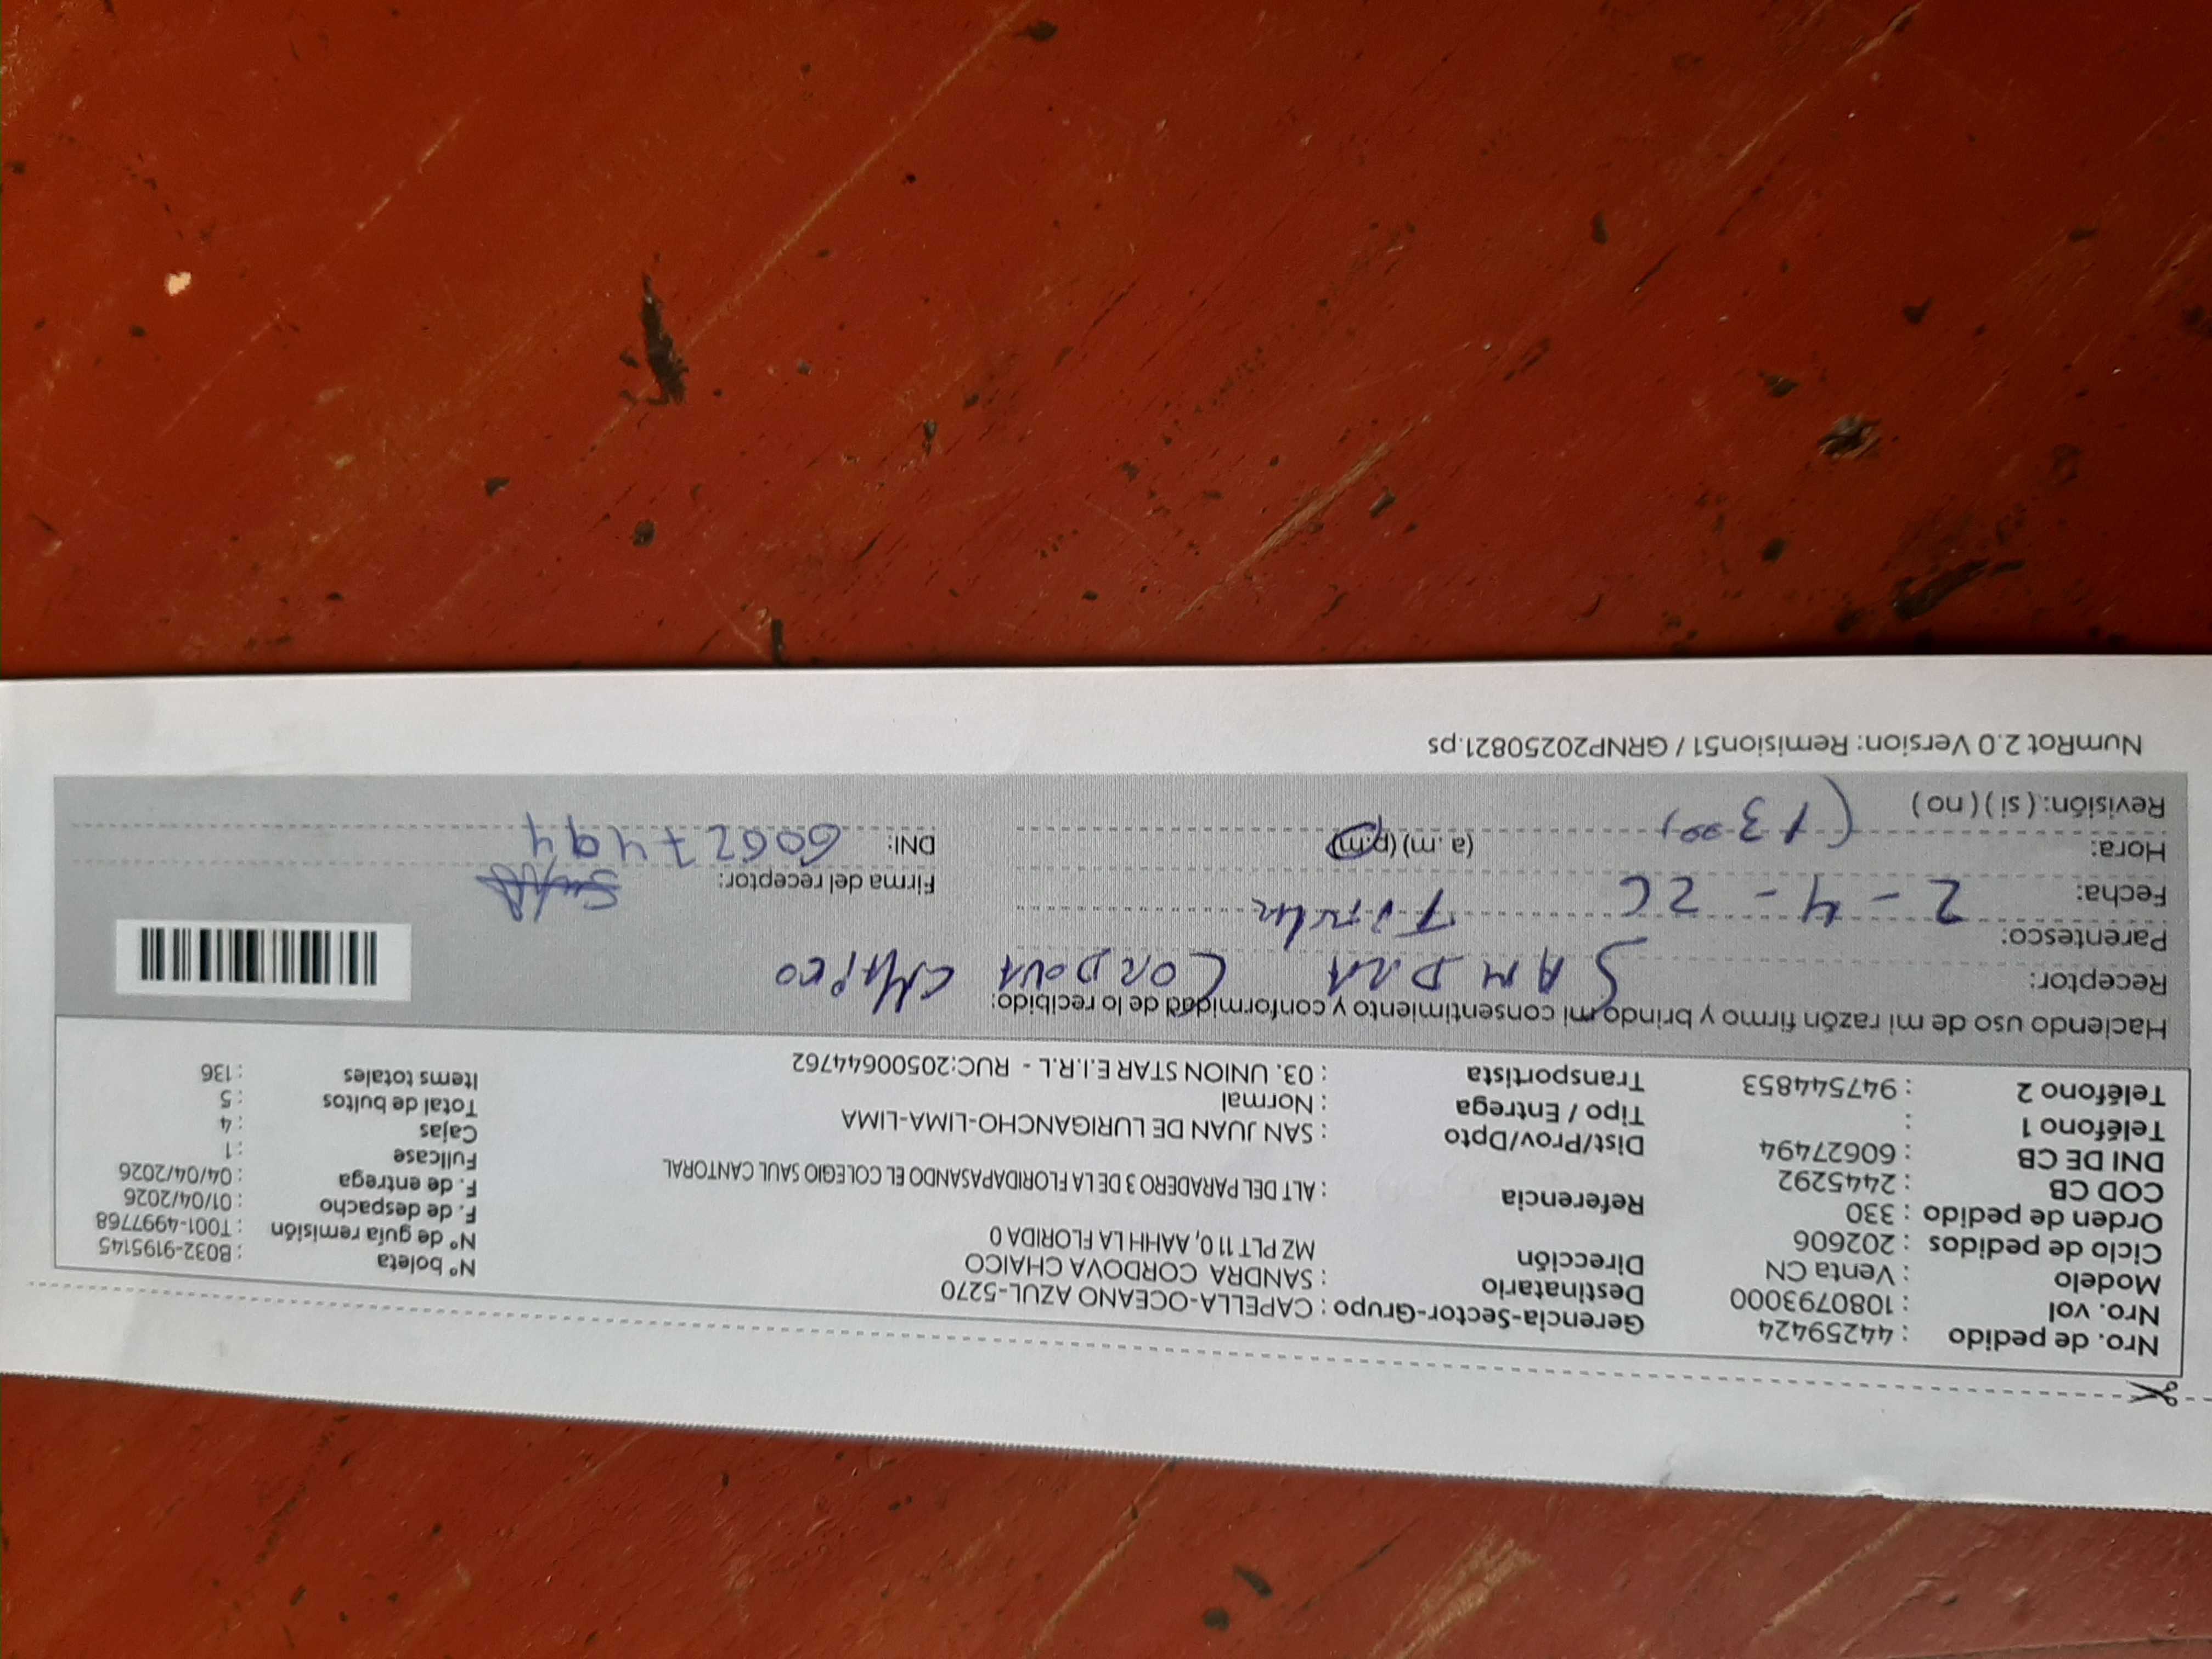 Nro. de pedido : 44259424
Nro. vol : 1080793000
Modelo : Venta CN
Ciclo de pedidos : 202606
Orden de pedido : 330
COD CB : 2445292
DNI DE CB : 60627494
Teléfono 1 :
Teléfono 2 : 947544853
Gerencia-Sector-Grupo : CAPELLA-OCEANO AZUL-5270
Destinatario : SANDRA CORDOVA CHAICO
Dirección MZ PLT 11 0, AAHH LA FLORIDA 0
Referencia : ALT DEL PARADERO 3 DE LA FLORIDAPASANDO EL COLEGIO SAUL CANTORAL
Dist/Prov/Dpto : SAN JUAN DE LURIGANCHO-LIMA-LIMA
Tipo / Entrega : Normal
Transportista : 03. UNION STAR E.I.R.L - RUC:20500644762
N° boleta : B032-9195145
N° de guía remisión : T001-4997768
F. de despacho : 01/04/2026
F. de entrega : 04/04/2026
Fullcase : 1
Cajas : 4
Total de bultos : 5
Items totales : 136
Haciendo uso de mi razón firmo y brindo mi consentimiento y conformidad de lo recibido:
Receptor: SANDRA CORDOVA
Parentesco:
Fecha: 2-4-26
Hora: (1300) (a.m) (p.m)
Revisión: ( si ) ( no )
Firma del receptor:
DNI: 60627494
NumRot 2.0 Version: Remision51 / GRNP20250821.ps